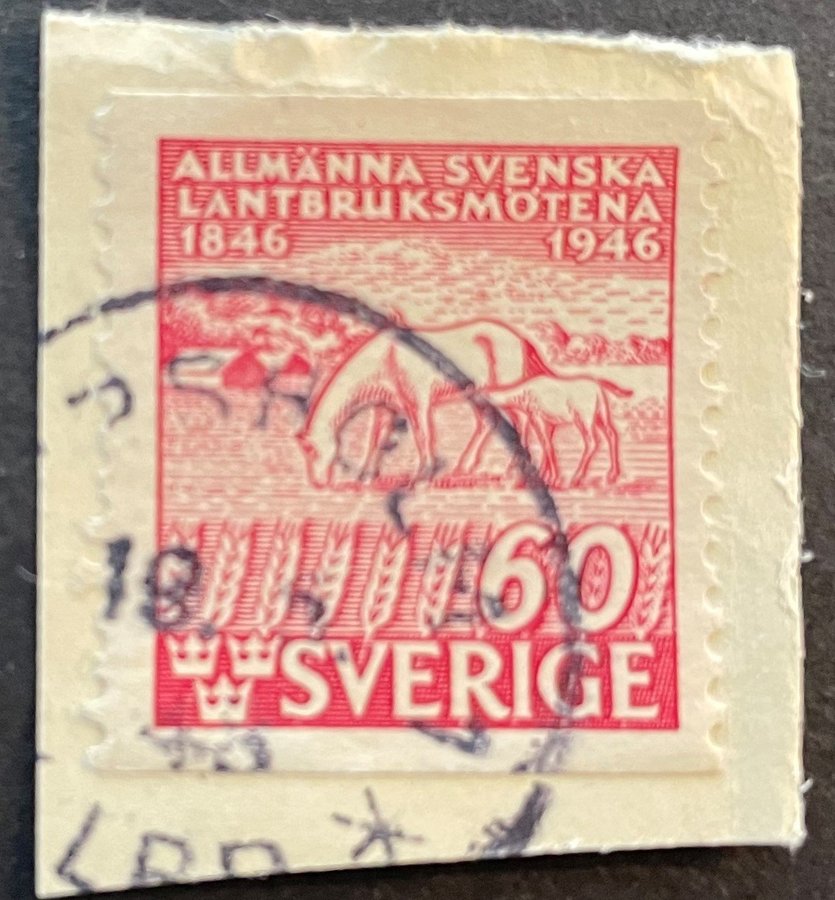 ALLMÄNNA SVENSKA
LANTBRUKSMÖTENA
1846 1946
60
SVERIGE